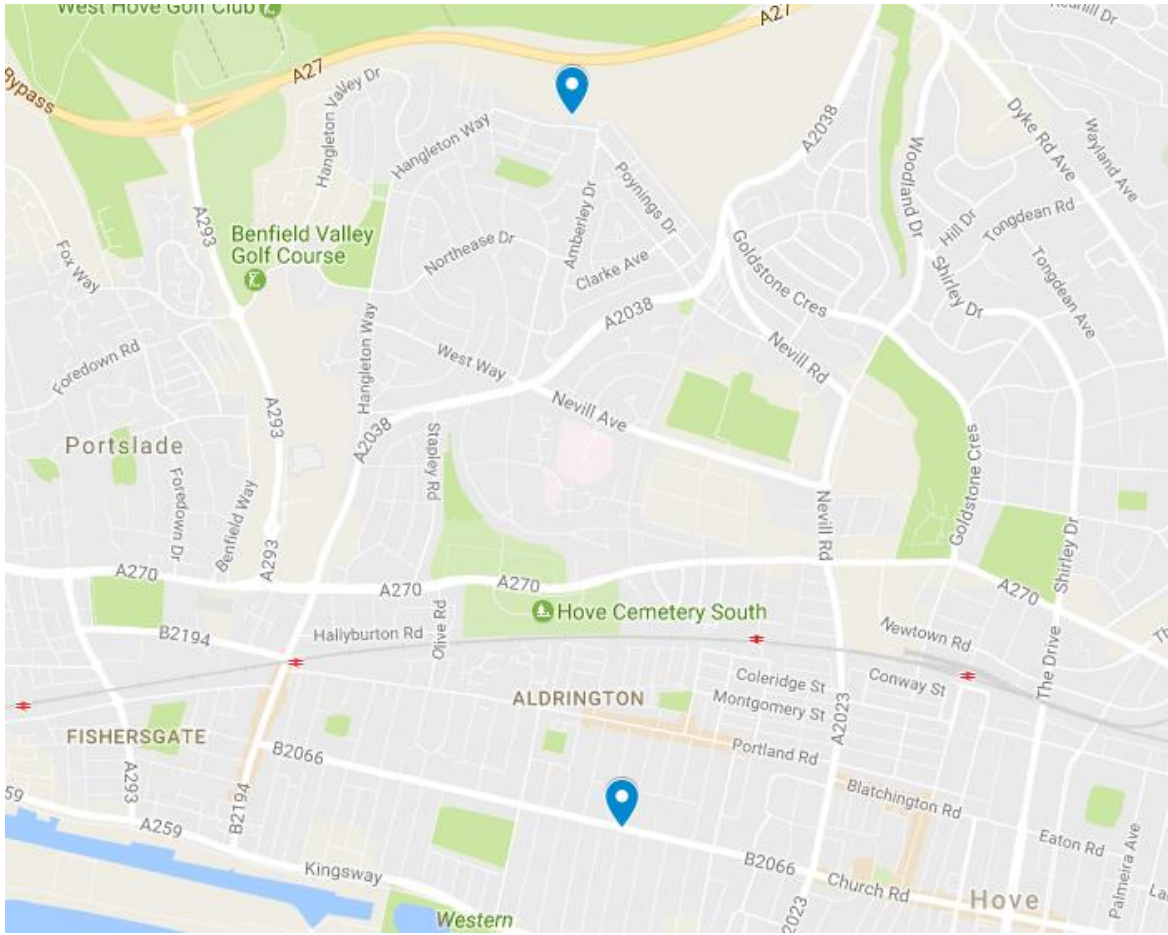 West Hove Golf Club
A27
A27
Bypass
Hangleton Valley Dr
Hangleton Way
A2038
Dyke Rd Ave
Wayland Ave
Woodland Dr
Poynings Dr
Amberley Dr
Hill Dr
Tongdean Rd
A293
Benfield Valley
Golf Course
Northease Dr
Clarke Ave
Goldstone Cres
Shirley Dr
Tongdean Ave
Fox Way
A2038
Hangleton Way
West Way
Nevill Rd
Foredown Rd
Nevill Ave
A293
A2038
Stapley Rd
Portslade
Goldstone Cres
Foredown Dr
Benfield Way
Nevill Rd
Shirley Dr
A293
A270
A270
A270
A270
Hove Cemetery South
Olive Rd
B2194
Hallyburton Rd
Newtown Rd
The Drive
Coleridge St
Conway St
ALDRINGTON
Montgomery St
A2023
FISHERSGATE
B2066
Portland Rd
A293
B2194
Blatchington Rd
59
A259
Eaton Rd
Palmeira Ave
B2066
Kingsway
Church Rd
Hove
Western
2023